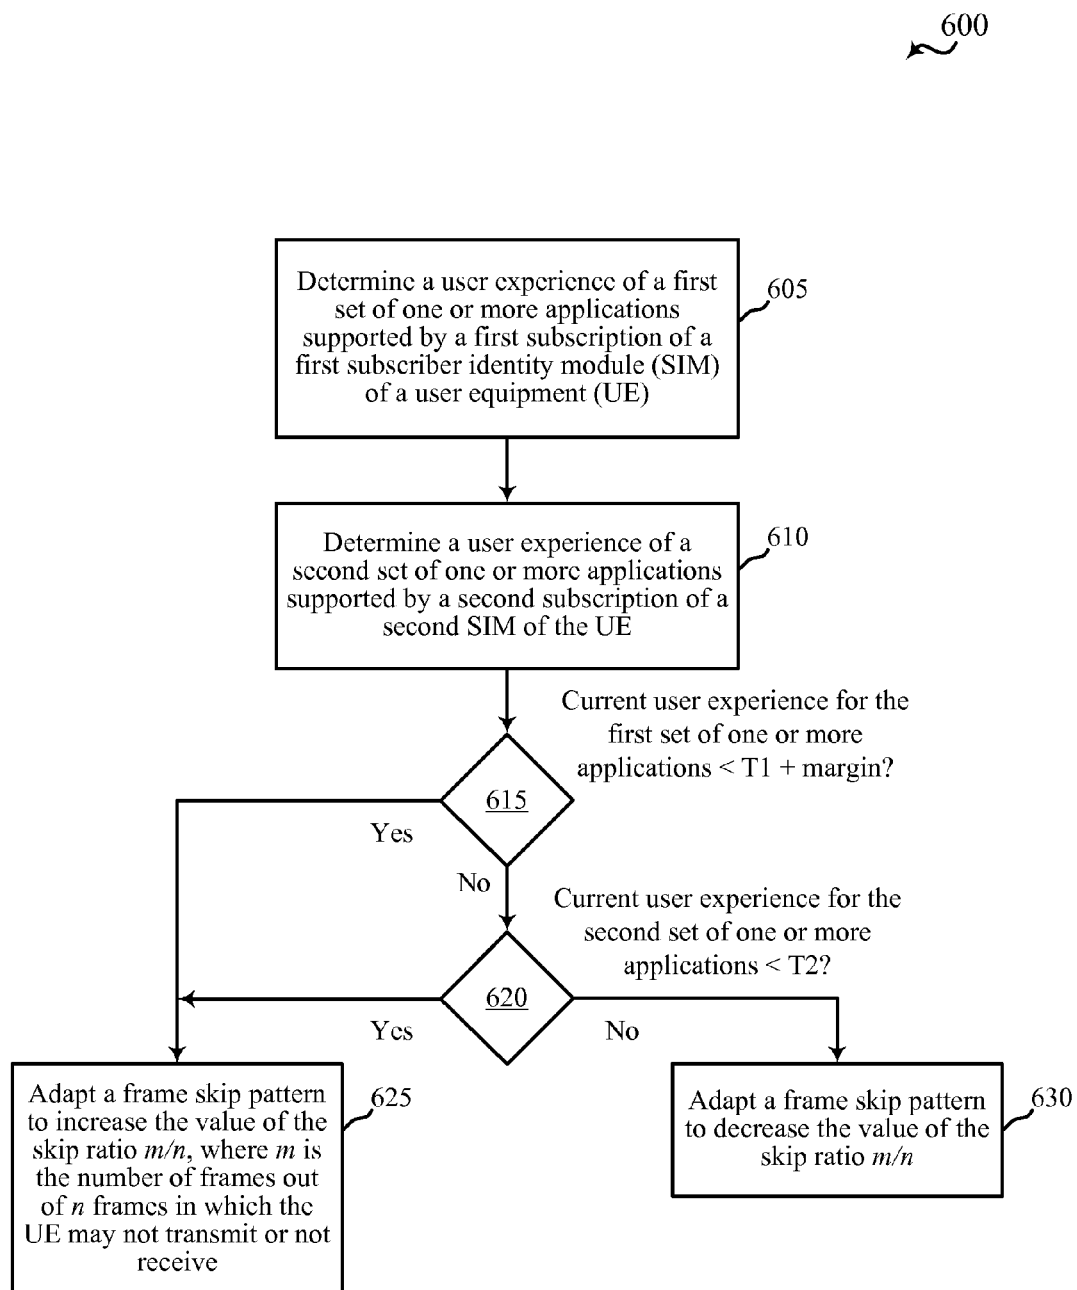 600
Determine a user experience of a first
set of one or more applications
supported by a first subscription of a
first subscriber identity module (SIM)
of a user equipment (UE)
605
Determine a user experience of a
second set of one or more applications
supported by a second subscription of a
second SIM of the UE
610
Current user experience for the
first set of one or more
applications < T1 + margin?
615
Yes
No
Current user experience for the
second set of one or more
applications < T2?
620
Yes
No
Adapt a frame skip pattern
to increase the value of the
skip ratio m/n, where m is
the number of frames out
of n frames in which the
UE may not transmit or not
receive
625
Adapt a frame skip pattern
to decrease the value of the
skip ratio m/n
630